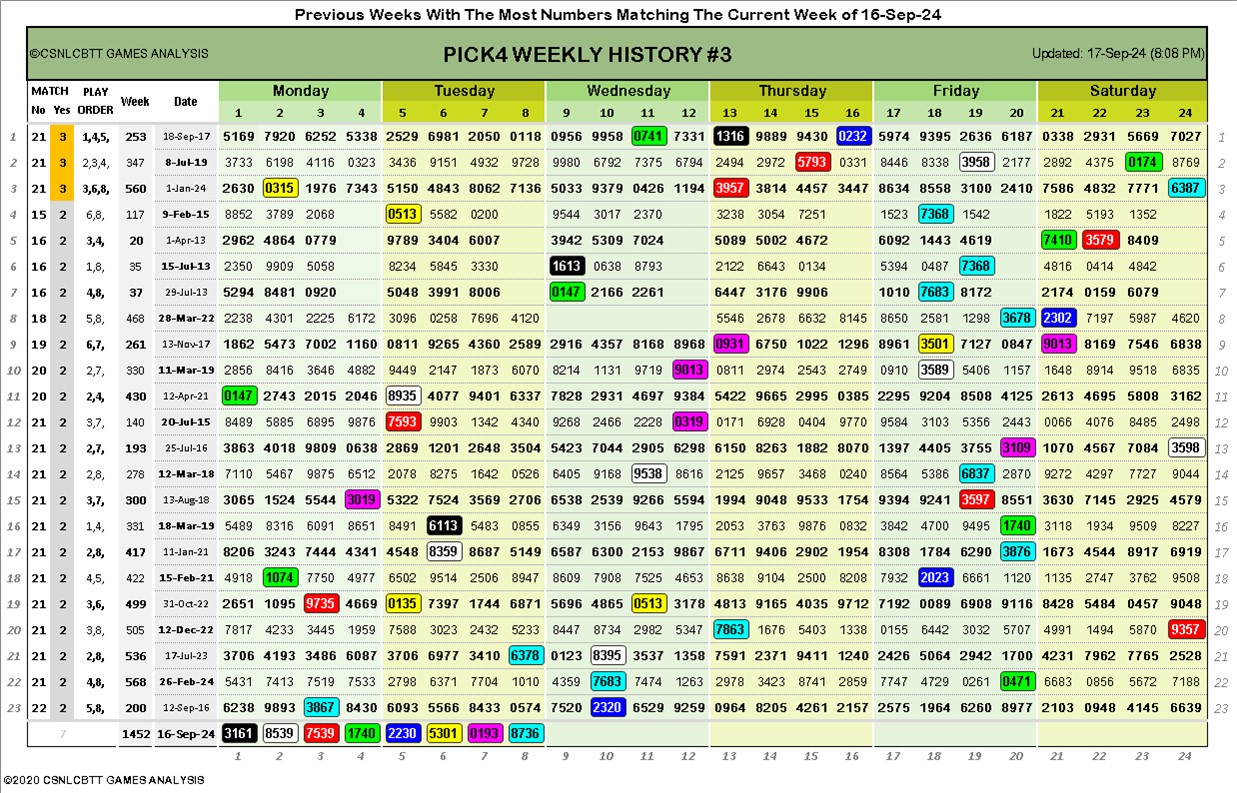 Previous Weeks With The Most Numbers Matching The Current Week of 16-Sep-24
©CSNLCBTT GAMES ANALYSIS PICK4 WEEKLY HISTORY #3 Updated: 17-Sep-24 (8:08 PM)
MATCH PLAY ORDER Week Date Monday Tuesday Wednesday Thursday Friday Saturday
No Yes 1 2 3 4 5 6 7 8 9 10 11 12 13 14 15 16 17 18 19 20 21 22 23 24
1 21 3 1,4,5, 253 18-Sep-17 5169 7920 6252 5338 2529 6981 2050 0118 0956 9958 0741 7331 1316 9889 9430 0232 5974 9395 2636 6187 0338 2931 5669 7027 1
2 21 3 2,3,4, 347 8-Jul-19 3733 6198 4116 0323 3436 9151 4932 9728 9980 6792 7375 6794 2494 2972 5793 0331 8446 8338 3958 2177 2892 4375 0174 8769 2
3 21 3 3,6,8, 560 1-Jan-24 2630 0315 1976 7343 5150 4843 8062 7136 5033 9379 0426 1194 3957 3814 4457 3447 8634 8558 3100 2410 7586 4832 7771 6387 3
4 15 2 6,8, 117 9-Feb-15 8852 3789 2068 0513 5582 0200 9544 3017 2370 3238 3054 7251 1523 7368 1542 1822 5193 1352 4
5 16 2 3,4, 20 1-Apr-13 2962 4864 0779 9789 3404 6007 3942 5309 7024 5089 5002 4672 6092 1443 4619 7410 3579 8409 5
6 16 2 1,8, 35 15-Jul-13 2350 9909 5058 8234 5845 3330 1613 0638 8793 2122 6643 0134 5394 0487 7368 4816 0414 4842 6
7 16 2 4,8, 37 29-Jul-13 5294 8481 0920 5048 3991 8006 0147 2166 2261 6447 3176 9906 1010 7683 8172 2174 0159 6079 7
8 18 2 5,8, 468 28-Mar-22 2238 4301 2225 6172 3096 0258 7696 4120 5546 2678 6632 8145 8650 2581 1298 3678 2302 7197 5987 4620 8
9 19 2 6,7, 261 13-Nov-17 1862 5473 7002 1160 0811 9265 4360 2589 2916 4357 8168 8968 0931 6750 1022 1296 8961 3501 7127 0847 9013 8169 7546 6838 9
10 20 2 2,7, 330 11-Mar-19 2856 8416 3646 4882 9449 2147 1873 6070 8214 1131 9719 9013 0811 2974 2543 2749 0910 3589 5406 1157 1648 8914 9518 6835 10
11 20 2 2,4, 430 12-Apr-21 0147 2743 2015 2046 8935 4077 9401 6337 7828 2931 4697 9384 5422 9665 2995 0385 2295 9204 8508 4125 2613 4695 5808 3162 11
12 21 2 3,7, 140 20-Jul-15 8489 5885 6895 9876 7593 9903 1342 4340 9268 2466 2228 0319 0171 6928 0404 9770 9584 3103 5356 2443 0066 4076 8485 2498 12
13 21 2 2,7, 193 25-Jul-16 3863 4018 9809 0638 2869 1201 2648 3504 5423 7044 2905 6298 6150 8263 1882 8070 1397 4405 3755 3109 1070 4567 7084 3598 13
14 21 2 2,8, 278 12-Mar-18 7110 5467 9875 6512 2078 8275 1642 0526 6405 9168 9538 8616 2125 9657 3468 0240 8564 5386 6837 2870 9272 4297 7727 9044 14
15 21 2 3,7, 300 13-Aug-18 3065 1524 5544 3019 5322 7524 3569 2706 6538 2539 9266 5594 1994 9048 9533 1754 9394 9241 3597 8551 3630 7145 2925 4579 15
16 21 2 1,4, 331 18-Mar-19 5489 8316 6091 8651 8491 6113 5483 0855 6349 3156 9643 1795 2053 3763 9876 0832 3842 4700 9495 1740 3118 1934 9509 8227 16
17 21 2 2,8, 417 11-Jan-21 8206 3243 7444 4341 4548 8359 8687 5149 6587 6300 2153 9867 6711 9406 2902 1954 8308 1784 6290 3876 1673 4544 8917 6919 17
18 21 2 4,5, 422 15-Feb-21 4918 1074 7750 4977 6502 9514 2506 8947 8609 7908 7525 4653 8638 9104 2500 8208 7932 2023 6661 1120 1135 2747 3762 9508 18
19 21 2 3,6, 499 31-Oct-22 2651 1095 9735 4669 0135 7397 1744 6871 5696 4865 0513 3178 4813 9165 4035 9712 7192 0089 6908 9116 8428 5484 0457 9048 19
20 21 2 3,8, 505 12-Dec-22 7817 4233 3445 1959 7588 3023 2432 5233 8447 8734 2982 5347 7863 1676 5403 1338 0155 6442 3032 5707 4991 1494 5870 9357 20
21 21 2 2,8, 536 17-Jul-23 3706 4193 3486 6087 3706 6977 3410 6378 0123 8395 3537 1358 7591 2371 9411 1240 2426 5064 2942 1700 4231 7962 7765 2528 21
22 21 2 4,8, 568 26-Feb-24 5431 7413 7519 7533 2798 6371 7704 1010 4290 7683 7474 1263 2978 3423 8741 2859 7747 4729 0261 0471 6683 0856 5672 7188 22
23 22 2 5,8, 200 12-Sep-16 6238 9893 3867 8430 6093 5566 8433 0574 7520 2320 6529 9259 0964 8205 4261 2157 2575 1964 6260 8977 2103 0948 4145 6639 23
7 1452 16-Sep-24 3161 8539 7539 1740 2230 5301 0193 8736
1 2 3 4 5 6 7 8 9 10 11 12 13 14 15 16 17 18 19 20 21 22 23 24
©2020 CSNLCBTT GAMES ANALYSIS